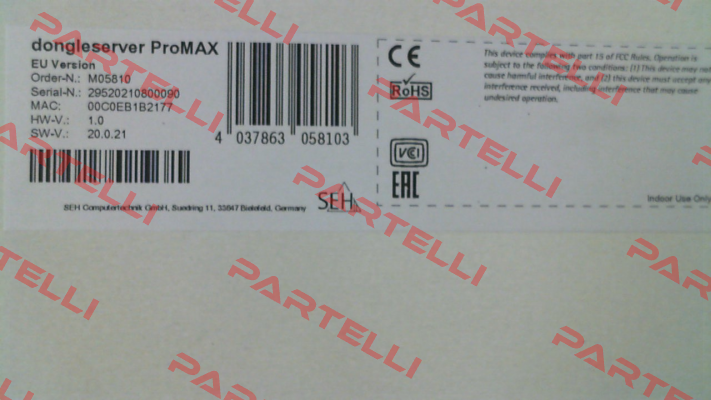 dongleserver ProMAX
EU Version
Order-N.: M05810
Serial-N.: 29520210800090
MAC: 00C0EB1B2177
HW-V.: 1.0
SW-V.: 20.0.21
4 037863 058103
SEH Computertechnik GmbH, Suedring 11, 33647 Bielefeld, Germany
SEH
CE
RoHS
VCI
EAC
This device complies with part 15 of FCC Rules. Operation is
subject to the following two conditions: (1) This device may not
cause harmful interference, and (2) this device must accept any
interference received, including interference that may cause
undesired operation.
Indoor Use Only
PARTELLI
PARTELLI
PARTELLI
PARTELLI
PARTELLI
PARTELLI
PARTELLI
PARTELLI
PARTELLI